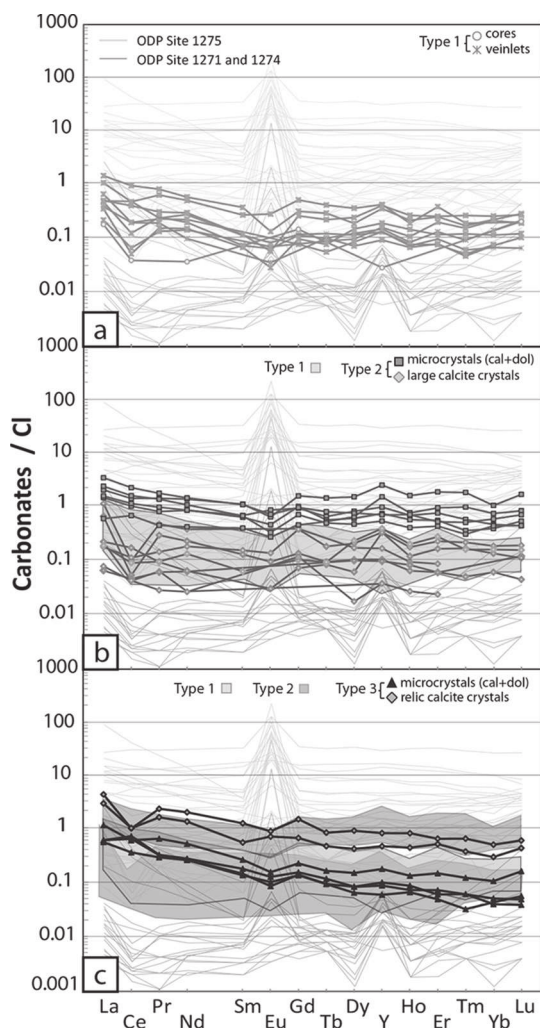 1000
100
10
1
0.1
0.01
ODP Site 1275
ODP Site 1271 and 1274
Type 1
cores
veinlets
a
1000
100
10
1
0.1
0.01
Type 1
Type 2
microcrystals (cal+dol)
large calcite crystals
b
Carbonates / CI
1000
100
10
1
0.1
0.01
0.001
Type 1
Type 2
Type 3
microcrystals (cal+dol)
relic calcite crystals
c
La Ce Pr Nd Sm Eu Gd Tb Dy Y Ho Er Tm Yb Lu